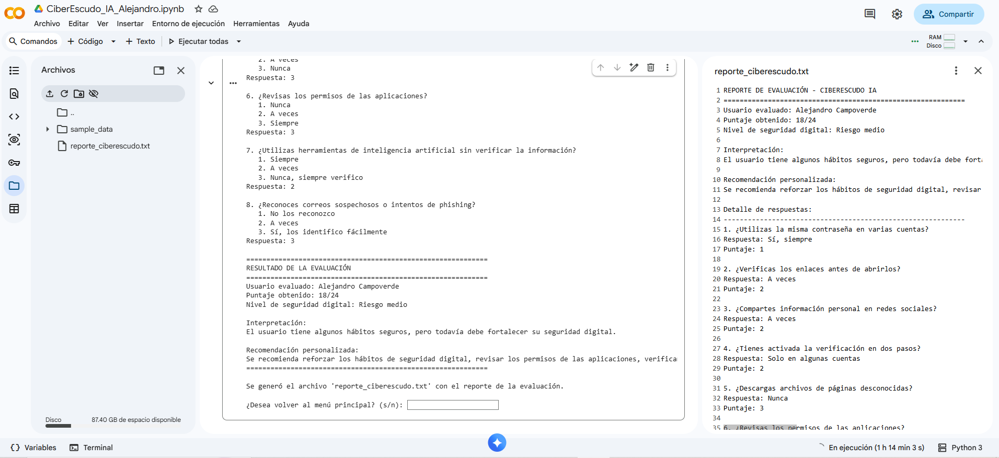 CiberEscudo_IA_Alejandro.ipynb
Archivo Editar Ver Insertar Entorno de ejecución Herramientas Ayuda
Compartir
Comandos + Código + Texto Ejecutar todas
RAM
Disco
Archivos
..
sample_data
reporte_ciberescudo.txt
Disco 87.40 GB de espacio disponible
2. A veces
3. Nunca
Respuesta: 3
6. ¿Revisas los permisos de las aplicaciones?
1. Nunca
2. A veces
3. Siempre
Respuesta: 3
7. ¿Utilizas herramientas de inteligencia artificial sin verificar la información?
1. Siempre
2. A veces
3. Nunca, siempre verifico
Respuesta: 2
8. ¿Reconoces correos sospechosos o intentos de phishing?
1. No los reconozco
2. A veces
3. Sí, los identifico fácilmente
Respuesta: 3
============================================================
RESULTADO DE LA EVALUACIÓN
============================================================
Usuario evaluado: Alejandro Campoverde
Puntaje obtenido: 18/24
Nivel de seguridad digital: Riesgo medio
Interpretación:
El usuario tiene algunos hábitos seguros, pero todavía debe fortalecer su seguridad digital.
Recomendación personalizada:
Se recomienda reforzar los hábitos de seguridad digital, revisar los permisos de las aplicaciones, verifica
============================================================
Se generó el archivo 'reporte_ciberescudo.txt' con el reporte de la evaluación.
¿Desea volver al menú principal? (s/n):
reporte_ciberescudo.txt
1 REPORTE DE EVALUACIÓN - CIBERESCUDO IA
2 ============================================================
3 Usuario evaluado: Alejandro Campoverde
4 Puntaje obtenido: 18/24
5 Nivel de seguridad digital: Riesgo medio
6
7 Interpretación:
8 El usuario tiene algunos hábitos seguros, pero todavía debe fort
9
10 Recomendación personalizada:
11 Se recomienda reforzar los hábitos de seguridad digital, revisar
12
13 Detalle de respuestas:
14 ------------------------------------------------------------
15 1. ¿Utilizas la misma contraseña en varias cuentas?
16 Respuesta: Sí, siempre
17 Puntaje: 1
18
19 2. ¿Verificas los enlaces antes de abrirlos?
20 Respuesta: A veces
21 Puntaje: 2
22
23 3. ¿Compartes información personal en redes sociales?
24 Respuesta: A veces
25 Puntaje: 2
26
27 4. ¿Tienes activada la verificación en dos pasos?
28 Respuesta: Solo en algunas cuentas
29 Puntaje: 2
30
31 5. ¿Descargas archivos de páginas desconocidas?
32 Respuesta: Nunca
33 Puntaje: 3
34
35 6. ¿Revisas los permisos de las aplicaciones?
Variables Terminal
En ejecución (1 h 14 min 3 s) Python 3